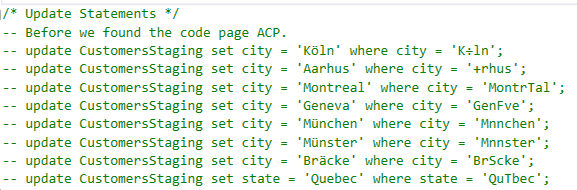 /* Update Statements */
-- Before we found the code page ACP.
-- update CustomersStaging set city = 'Köln' where city = 'K÷ln';
-- update CustomersStaging set city = 'Aarhus' where city = '+rhus';
-- update CustomersStaging set city = 'Montreal' where city = 'MontrTal';
-- update CustomersStaging set city = 'Geneva' where city = 'GenFve';
-- update CustomersStaging set city = 'München' where city = 'Mnnchen';
-- update CustomersStaging set city = 'Münster' where city = 'Mnnster';
-- update CustomersStaging set city = 'Bräcke' where city = 'BrScke';
-- update CustomersStaging set state = 'Quebec' where state = 'QuTbec';